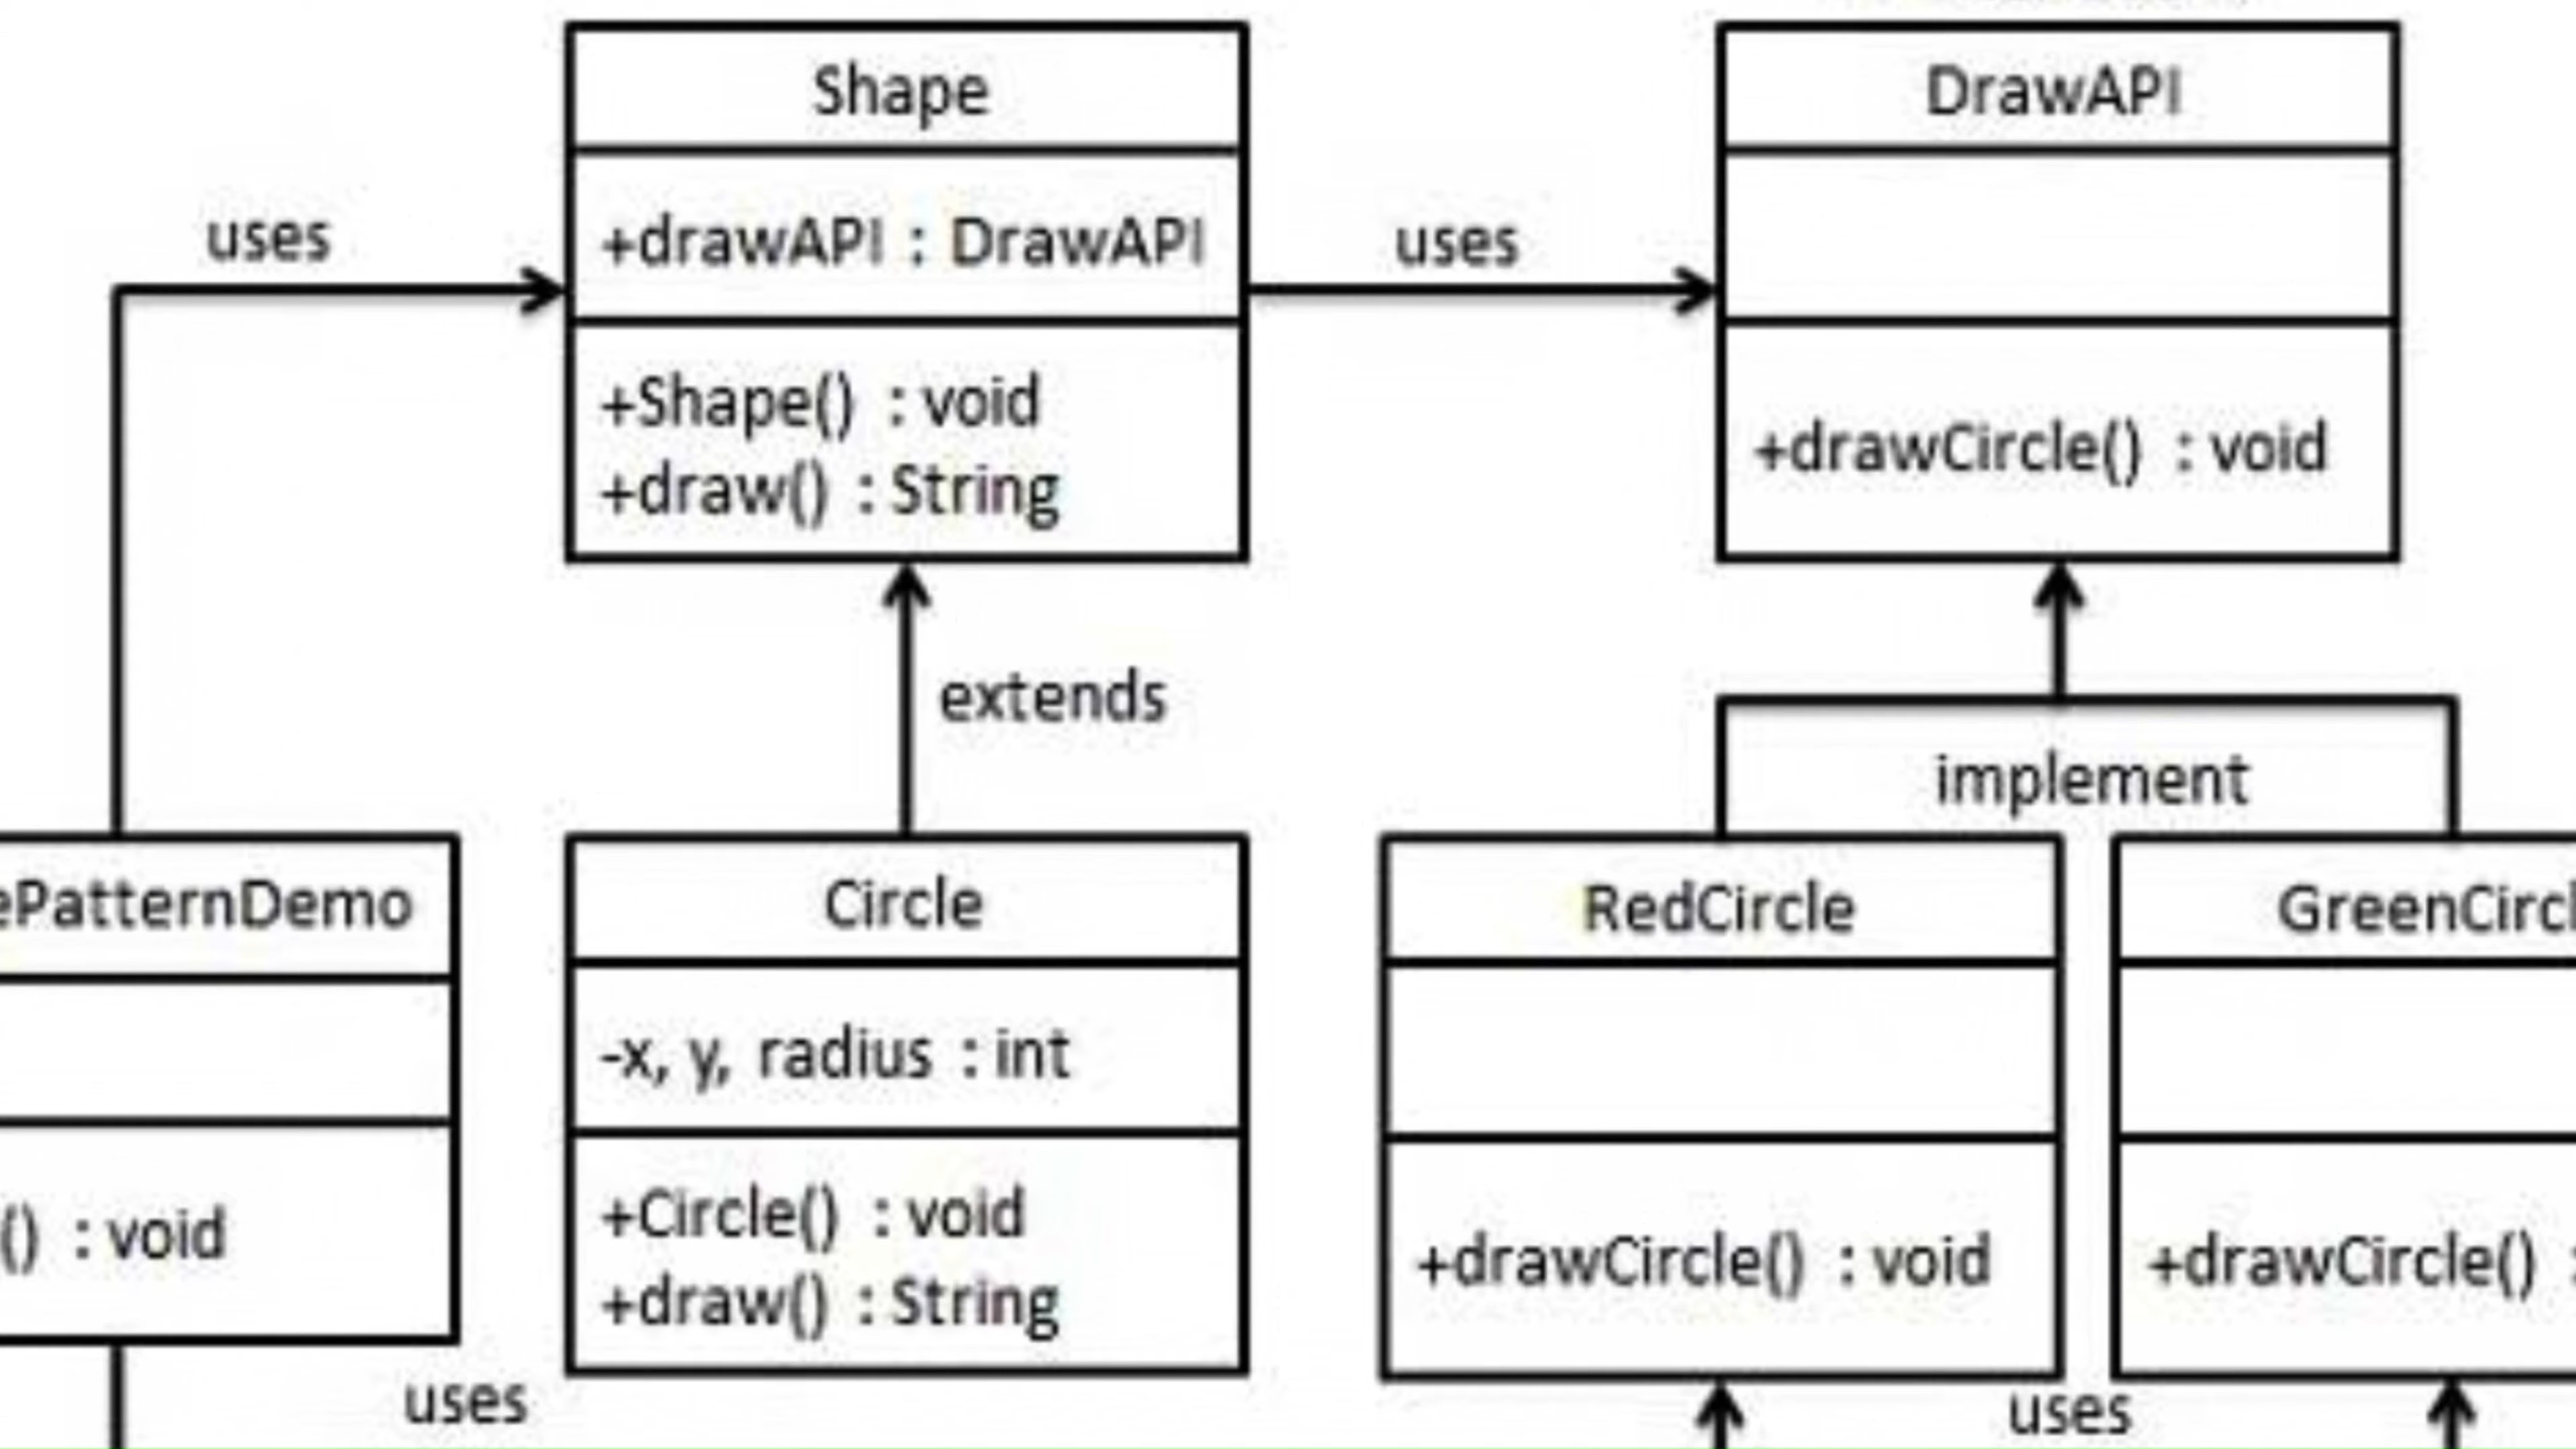 Shape
+drawAPI : DrawAPI
+Shape() : void
+draw() : String
uses
uses
DrawAPI
+drawCircle() : void
extends
implement
ePatternDemo
() : void
Circle
-x, y, radius : int
+Circle() : void
+draw() : String
RedCircle
+drawCircle() : void
GreenCircl
+drawCircle() :
uses
uses